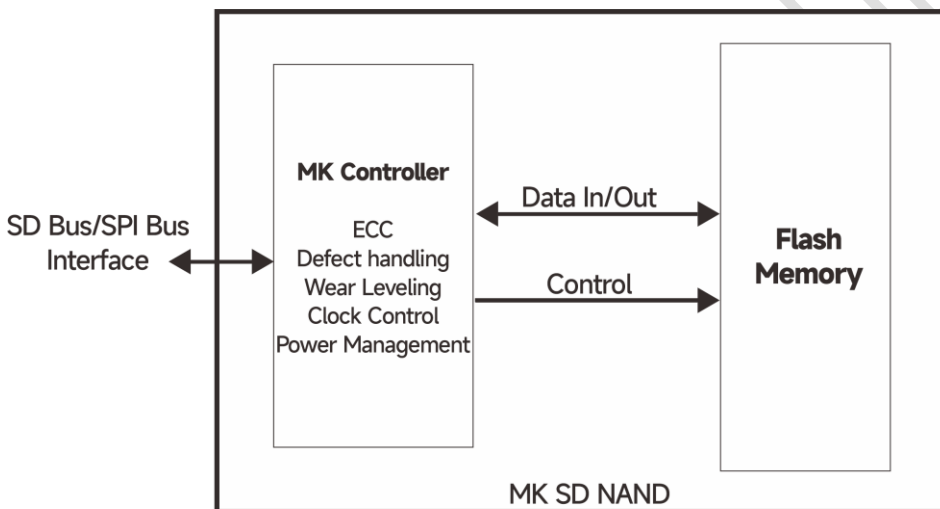 SD Bus/SPI Bus
Interface
MK Controller
ECC
Defect handling
Wear Leveling
Clock Control
Power Management
Data In/Out
Control
Flash
Memory
MK SD NAND